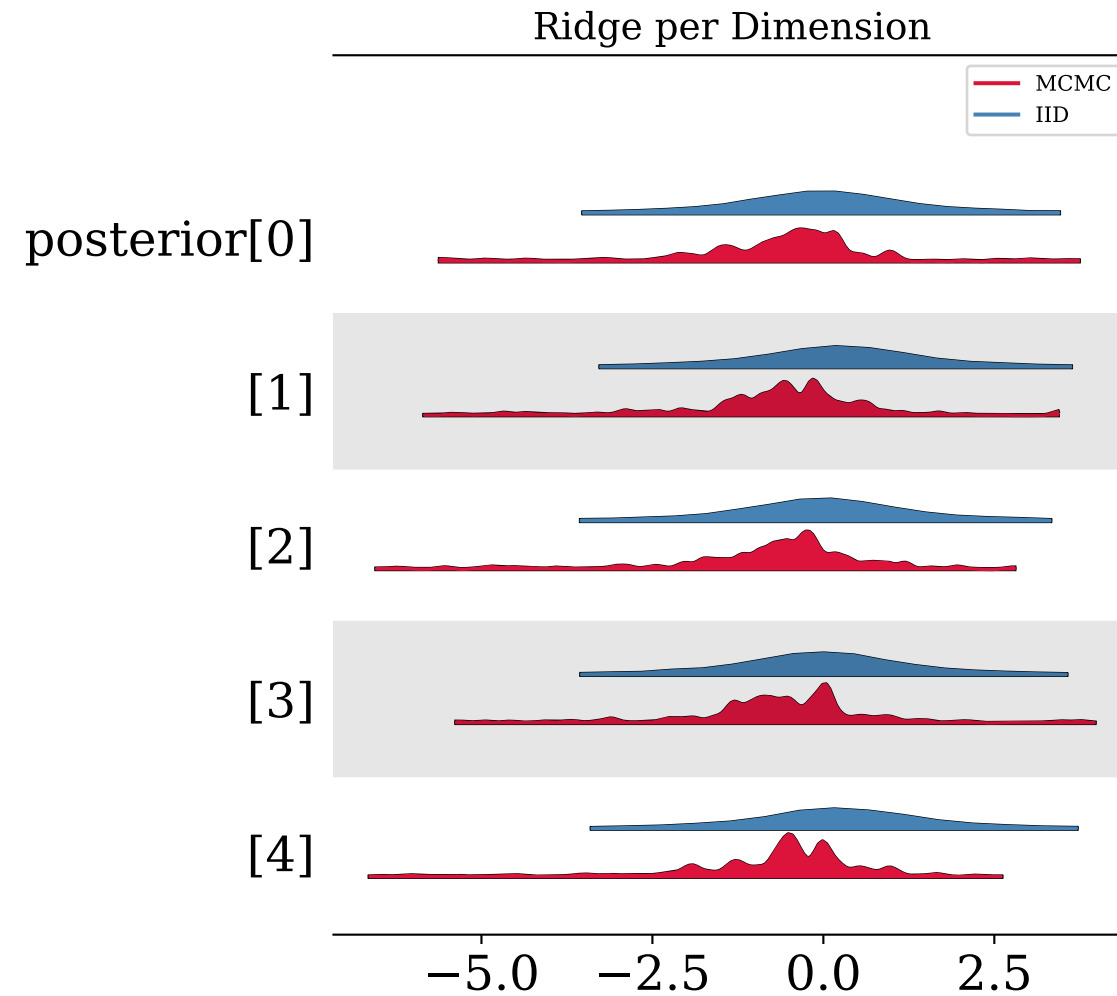 Ridge per Dimension
MCMC
IID
posterior[0]
[1]
[2]
[3]
[4]
−5.0 −2.5 0.0 2.5